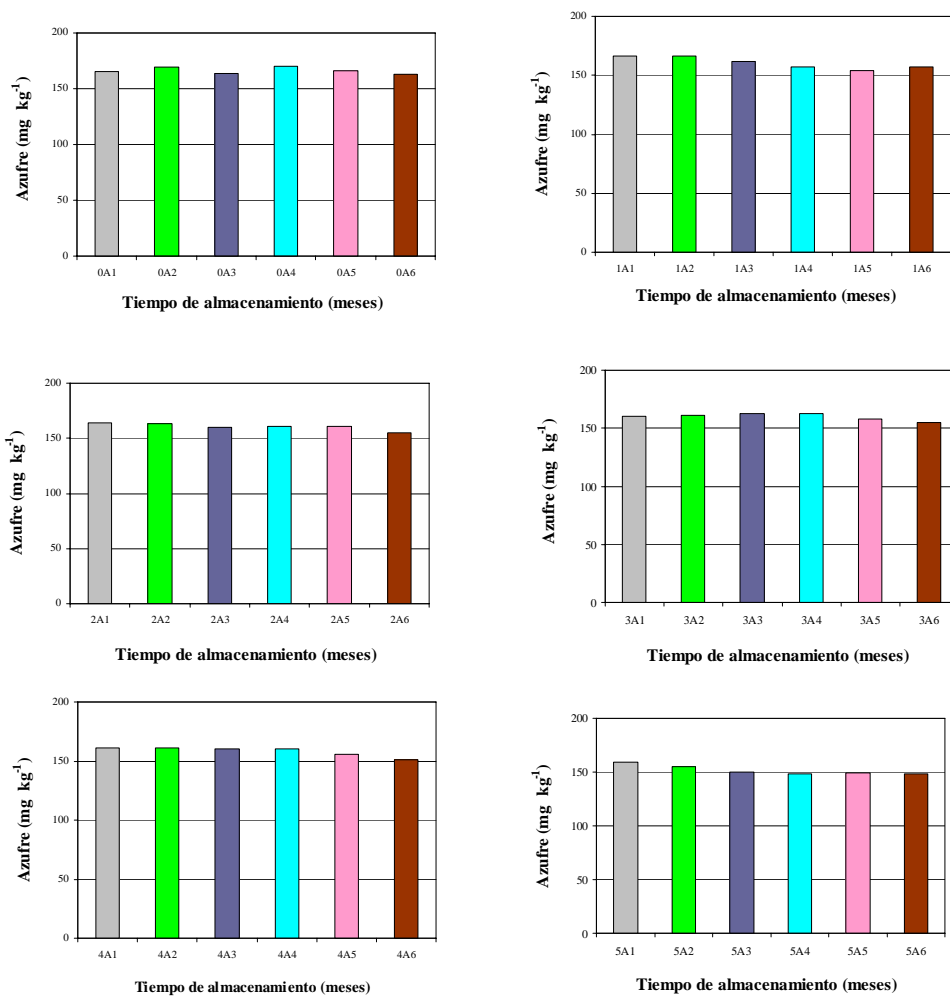 200
150
100
50
0
Azufre (mg kg-1)
0A1 0A2 0A3 0A4 0A5 0A6
Tiempo de almacenamiento (meses)
200
150
100
50
0
Azufre (mg kg-1)
1A1 1A2 1A3 1A4 1A5 1A6
Tiempo de almacenamiento (meses)
200
150
100
50
0
Azufre (mg kg-1)
2A1 2A2 2A3 2A4 2A5 2A6
Tiempo de almacenamiento (meses)
200
150
100
50
0
Azufre (mg kg-1)
3A1 3A2 3A3 3A4 3A5 3A6
Tiempo de almacenamiento (meses)
200
150
100
50
0
Azufre (mg kg-1)
4A1 4A2 4A3 4A4 4A5 4A6
Tiempo de almacenamiento (meses)
200
150
100
50
0
Azufre (mg kg-1)
5A1 5A2 5A3 5A4 5A5 5A6
Tiempo de almacenamiento (meses)